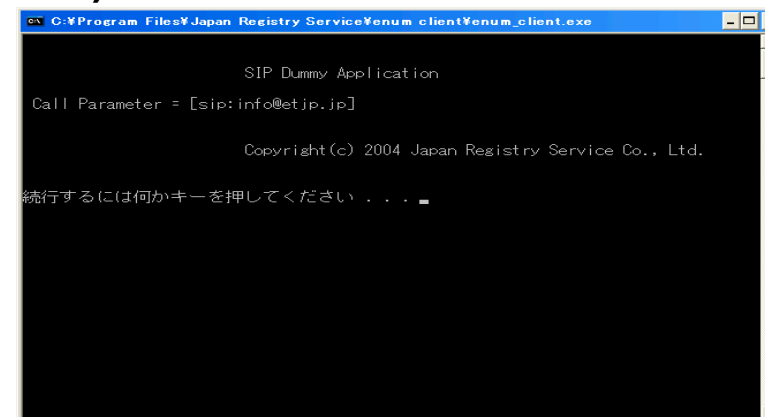 C:¥Program Files¥Japan Registry Service¥enum client¥enum_client.exe
SIP Dummy Application
Call Parameter = [sip:info@etjp.jp]
Copyright(c) 2004 Japan Registry Service Co., Ltd.
続行するには何かキーを押してください . . .